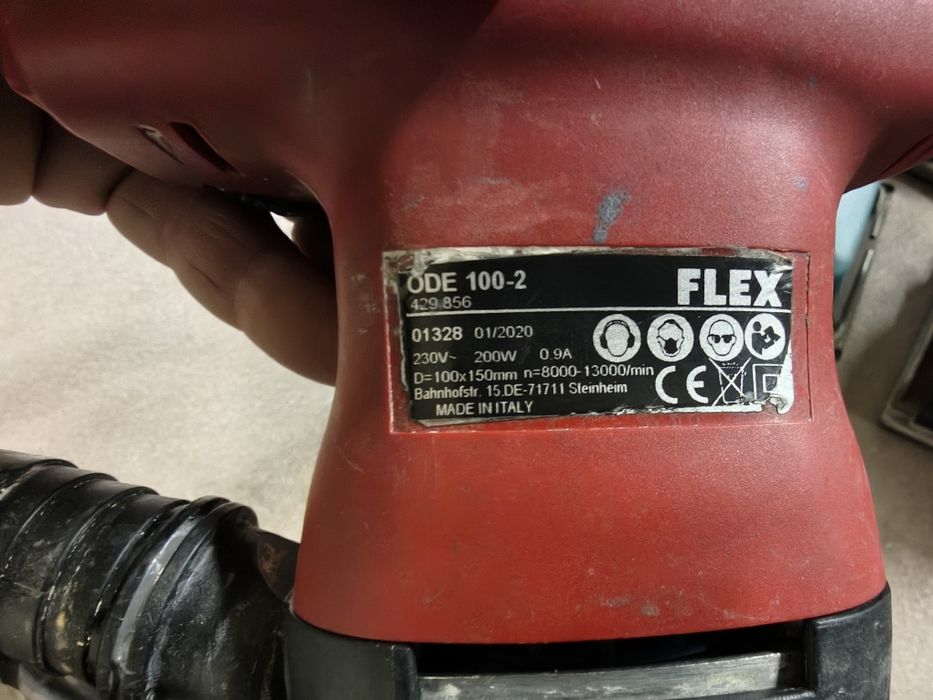 ODE 100-2
FLEX
429.856
01328 01/2020
230V~ 200W 0.9A
D=100x150mm n=8000-13000/min
Bahnhofstr. 15.DE-71711 Steinheim
CE
MADE IN ITALY